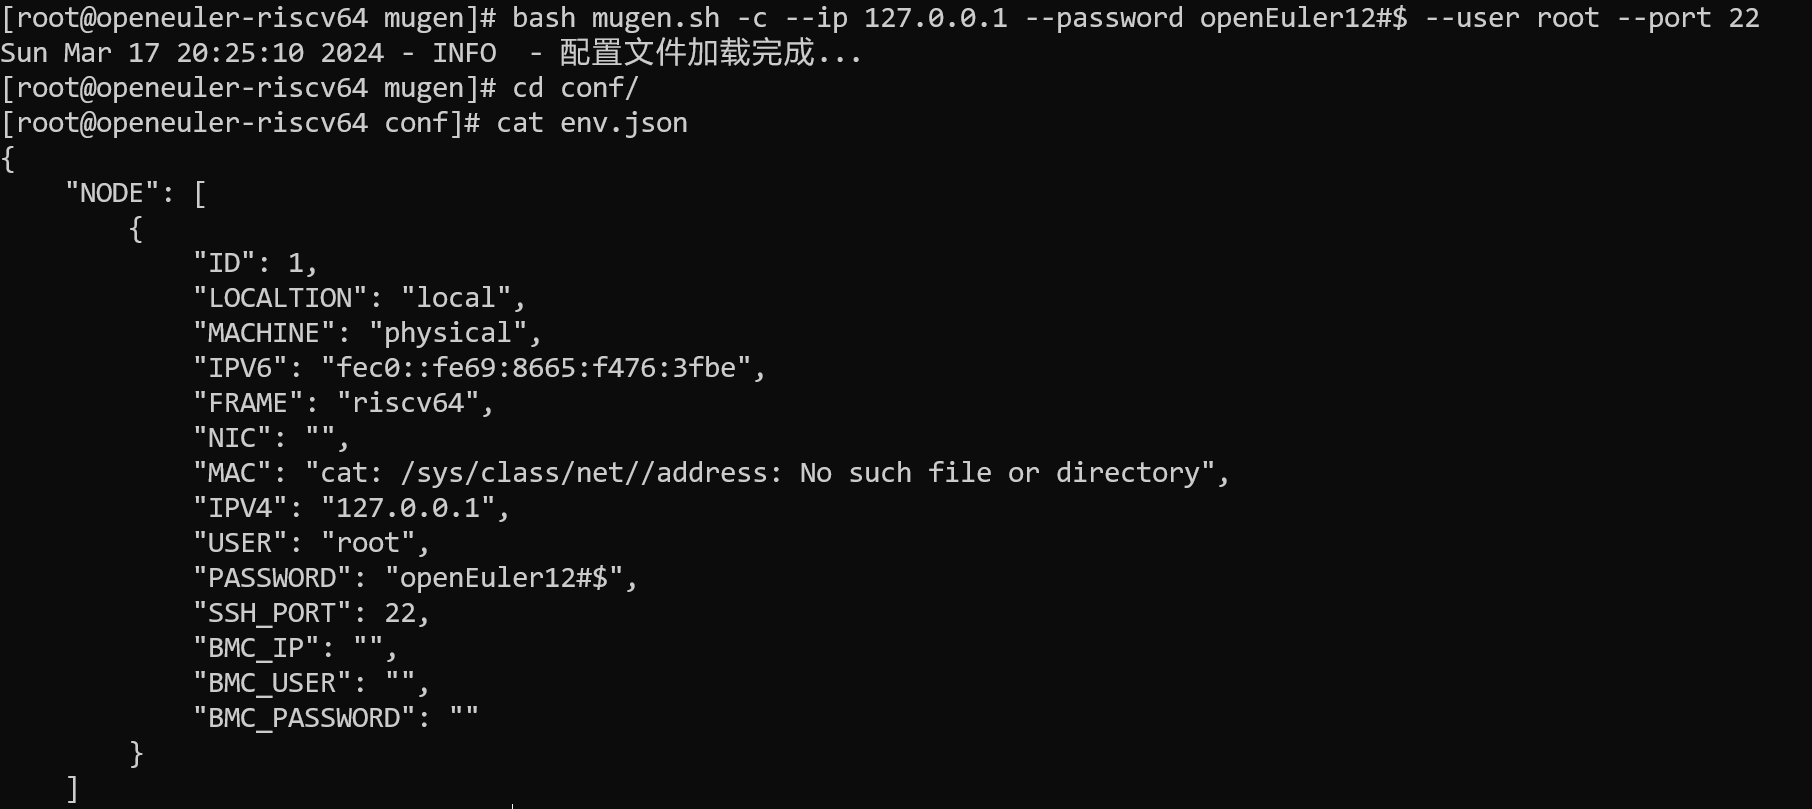 [root@openeuler-riscv64 mugen]# bash mugen.sh -c --ip 127.0.0.1 --password openEuler12#$ --user root --port 22
Sun Mar 17 20:25:10 2024 - INFO  - 配置文件加载完成...
[root@openeuler-riscv64 mugen]# cd conf/
[root@openeuler-riscv64 conf]# cat env.json
{
    "NODE": [
        {
            "ID": 1,
            "LOCALTION": "local",
            "MACHINE": "physical",
            "IPV6": "fec0::fe69:8665:f476:3fbe",
            "FRAME": "riscv64",
            "NIC": "",
            "MAC": "cat: /sys/class/net//address: No such file or directory",
            "IPV4": "127.0.0.1",
            "USER": "root",
            "PASSWORD": "openEuler12#$",
            "SSH_PORT": 22,
            "BMC_IP": "",
            "BMC_USER": "",
            "BMC_PASSWORD": ""
        }
    ]